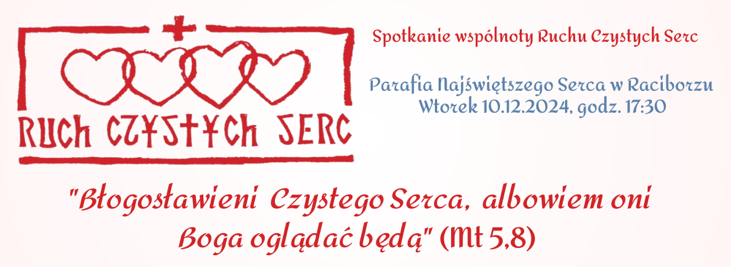 RUCH CZYSTYCH SERC
Spotkanie wspólnoty Ruchu Czystych Serc
Parafia Najświętszego Serca w Raciborzu
Wtorek 10.12.2024, godz. 17:30
"Błogosławieni Czystego Serca, albowiem oni
Boga oglądać będą" (Mt 5,8)